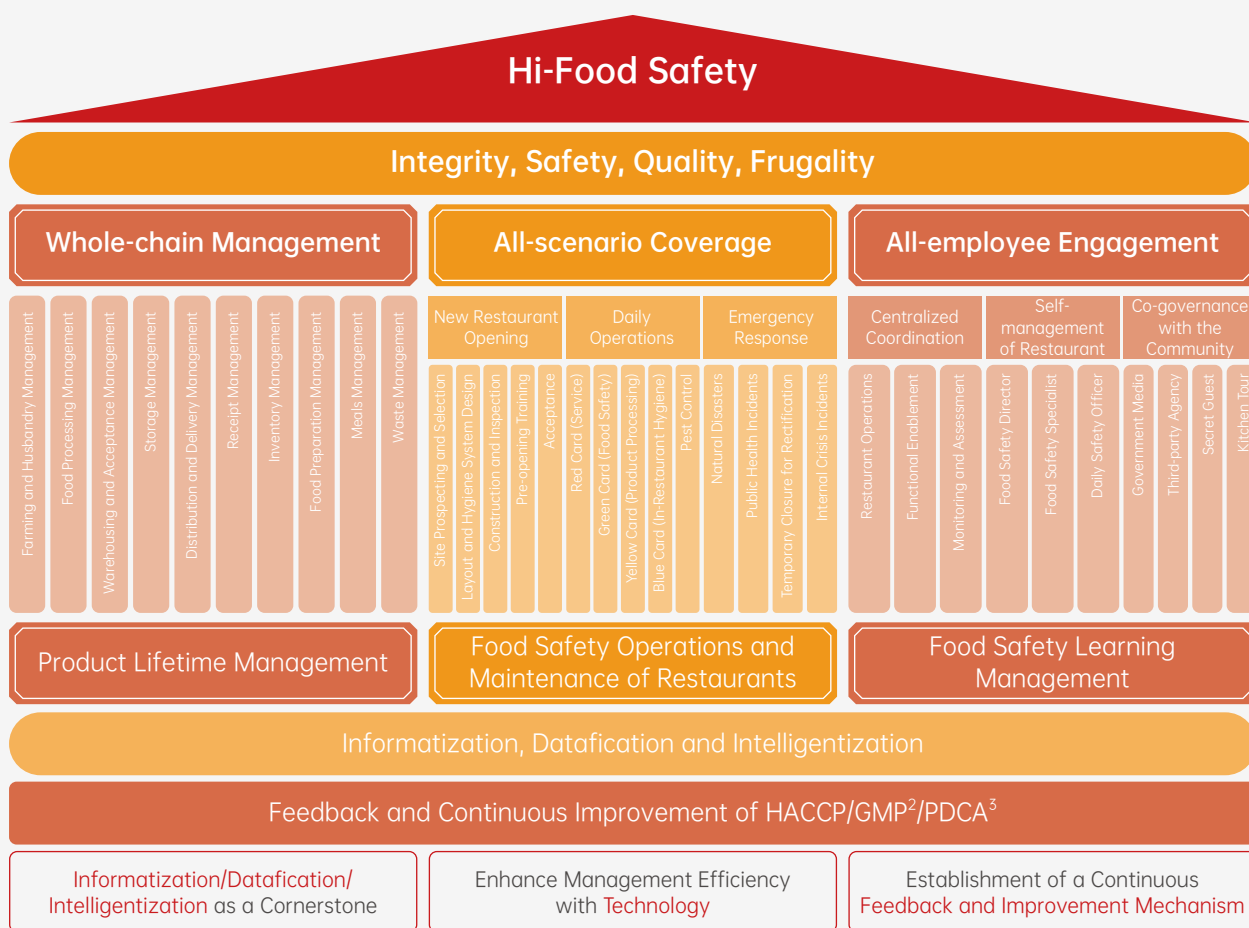 Hi-Food Safety
Integrity, Safety, Quality, Frugality
Whole-chain Management
All-scenario Coverage
All-employee Engagement
Farming and Husbandry Management
Food Processing Management
Warehousing and Acceptance Management
Storage Management
Distribution and Delivery Management
Receipt Management
Inventory Management
Food Preparation Management
Meals Management
Waste Management
New Restaurant
Opening
Daily
Operations
Emergency
Response
Site Prospecting and Selection
Layout and Hygiene System Design
Construction and Inspection
Pre-opening Training
Acceptance
Red Card (Service)
Green Card (Food Safety)
Yellow Card (Product Processing)
Blue Card (In-Restaurant Hygiene)
Pest Control
Natural Disasters
Public Health Incidents
Temporary Closure for Rectification
Internal Crisis Incidents
Centralized
Coordination
Self-
management
of Restaurant
Co-governance
with the
Community
Restaurant Operations
Functional Enablement
Monitoring and Assessment
Food Safety Director
Food Safety Specialist
Daily Safety Officer
Government Media
Third-party Agency
Secret Guest
Kitchen Tour
Product Lifetime Management
Food Safety Operations and
Maintenance of Restaurants
Food Safety Learning
Management
Informatization, Datafication and Intelligentization
Feedback and Continuous Improvement of HACCP/GMP²/PDCA³
Informatization/Datafication/
Intelligentization as a Cornerstone
Enhance Management Efficiency
with Technology
Establishment of a Continuous
Feedback and Improvement Mechanism